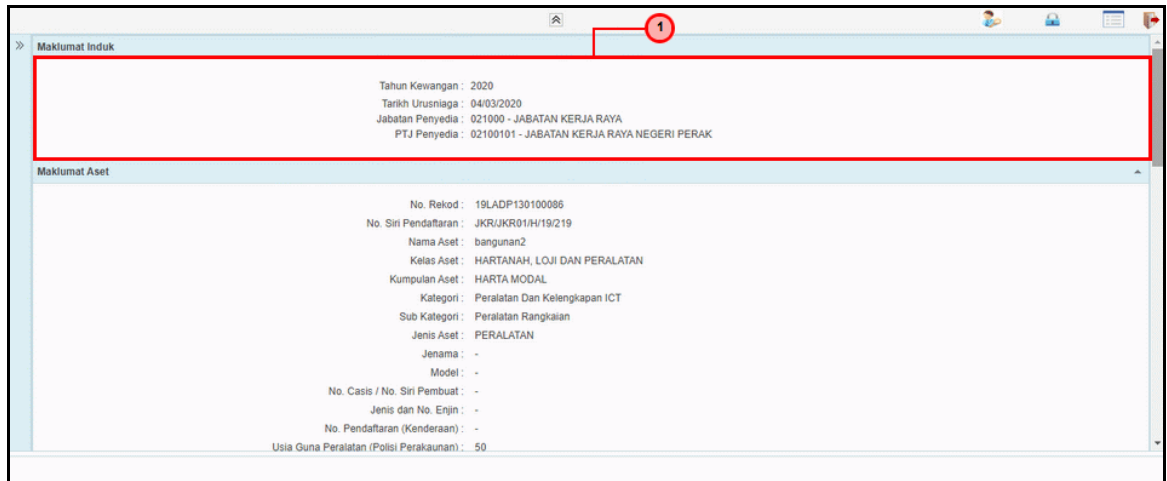 1
Maklumat Induk
Tahun Kewangan : 2020
Tarikh Urusniaga : 04/03/2020
Jabatan Penyedia : 021000 - JABATAN KERJA RAYA
PTJ Penyedia : 02100101 - JABATAN KERJA RAYA NEGERI PERAK
Maklumat Aset
No. Rekod : 19LADP130100086
No. Siri Pendaftaran : JKR/JKR01/H/19/219
Nama Aset : bangunan2
Kelas Aset : HARTANAH, LOJI DAN PERALATAN
Kumpulan Aset : HARTA MODAL
Kategori : Peralatan Dan Kelengkapan ICT
Sub Kategori : Peralatan Rangkaian
Jenis Aset : PERALATAN
Jenama : -
Model : -
No. Casis / No. Siri Pembuat : -
Jenis dan No. Enjin : -
No. Pendaftaran (Kenderaan) : -
Usia Guna Peralatan (Polisi Perakaunan) : 50